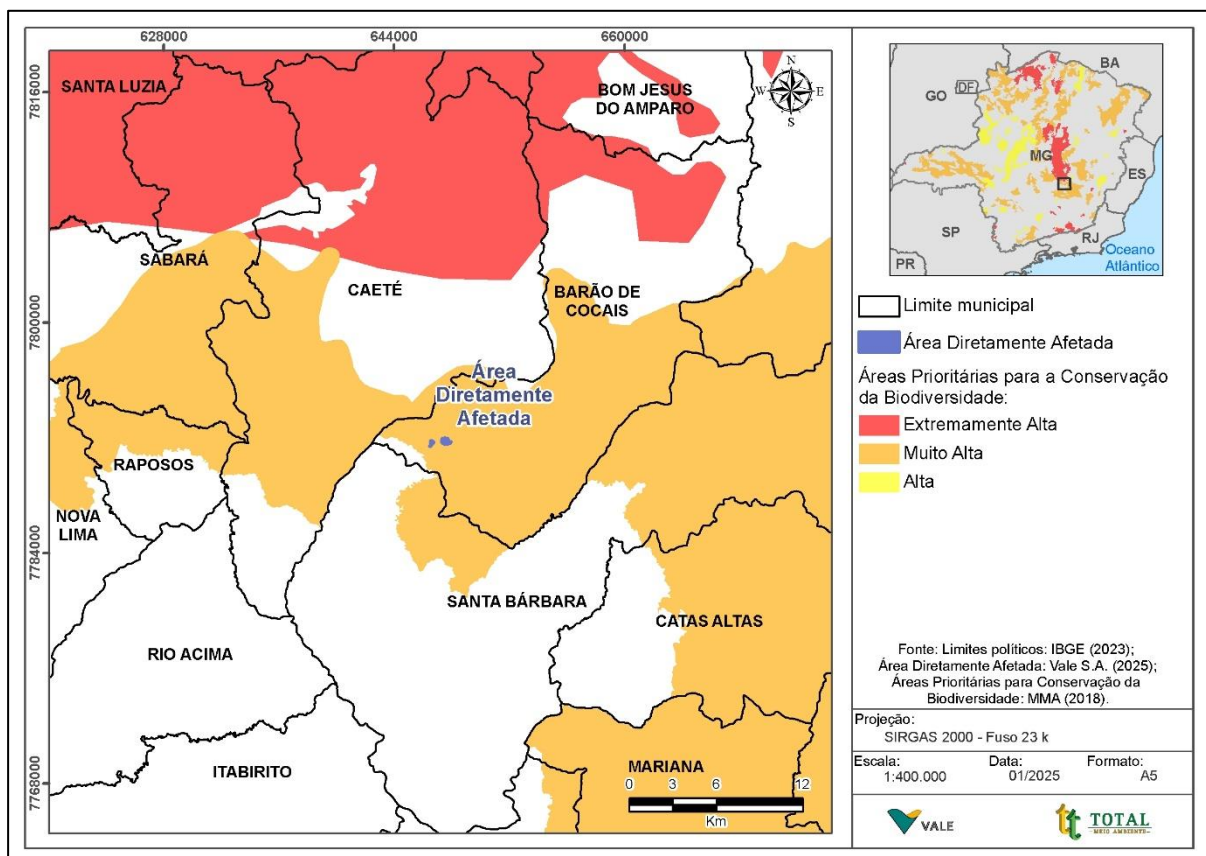 628000
644000
660000
7816000
7800000
7784000
7768000
SANTA LUZIA
BOM JESUS
DO AMPARO
W
N
E
S
SABARÁ
CAETÉ
BARÃO DE
COCAIS
Área
Diretamente
Afetada
RAPOSOS
NOVA
LIMA
SANTA BÁRBARA
CATAS ALTAS
RIO ACIMA
ITABIRITO
MARIANA
0 3 6 12
Km
BA
GO
DF
MG
ES
SP
RJ
PR
Oceano
Atlântico
Limite municipal
Área Diretamente Afetada
Áreas Prioritárias para a Conservação
da Biodiversidade:
Extremamente Alta
Muito Alta
Alta
Fonte: Limites políticos: IBGE (2023);
Área Diretamente Afetada: Vale S.A. (2025);
Áreas Prioritárias para Conservação da
Biodiversidade: MMA (2018).
Projeção:
SIRGAS 2000 - Fuso 23 k
Escala:
1:400.000
Data:
01/2025
Formato:
A5
VALE
TOTAL
MEIO AMBIENTE